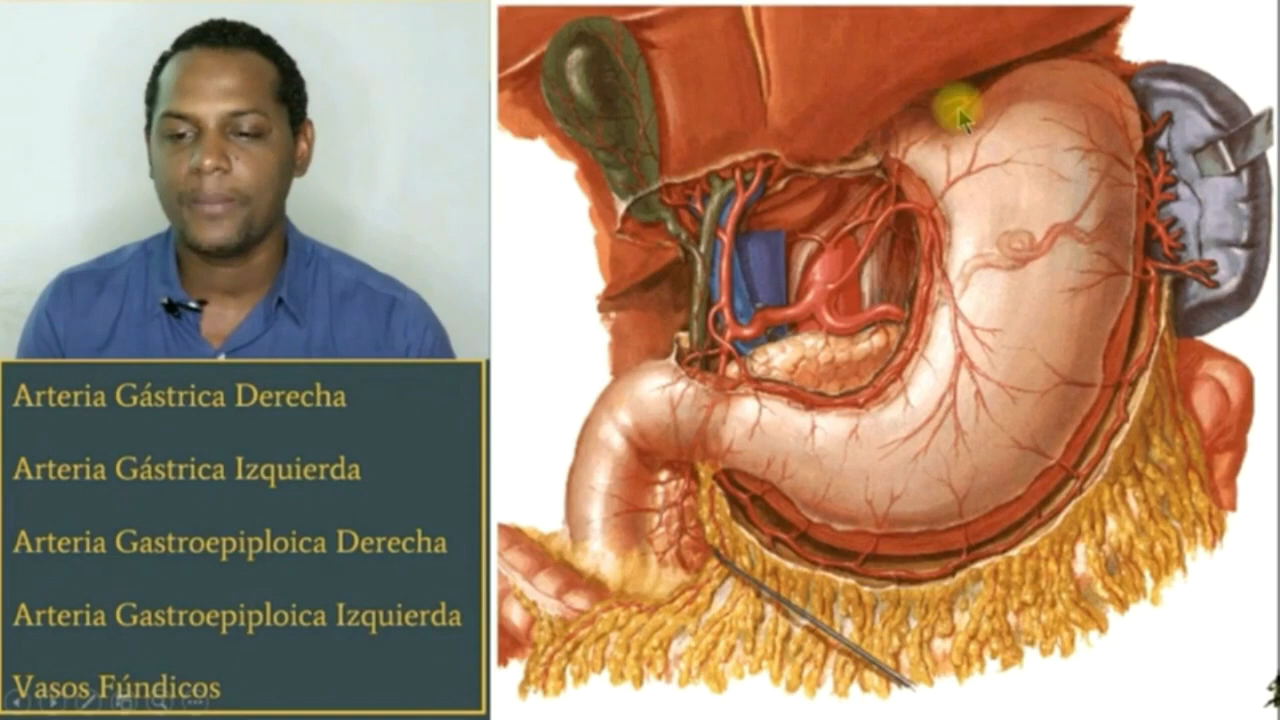 Arteria Gástrica Derecha
Arteria Gástrica Izquierda
Arteria Gastroepiploica Derecha
Arteria Gastroepiploica Izquierda
Vasos Fúndicos